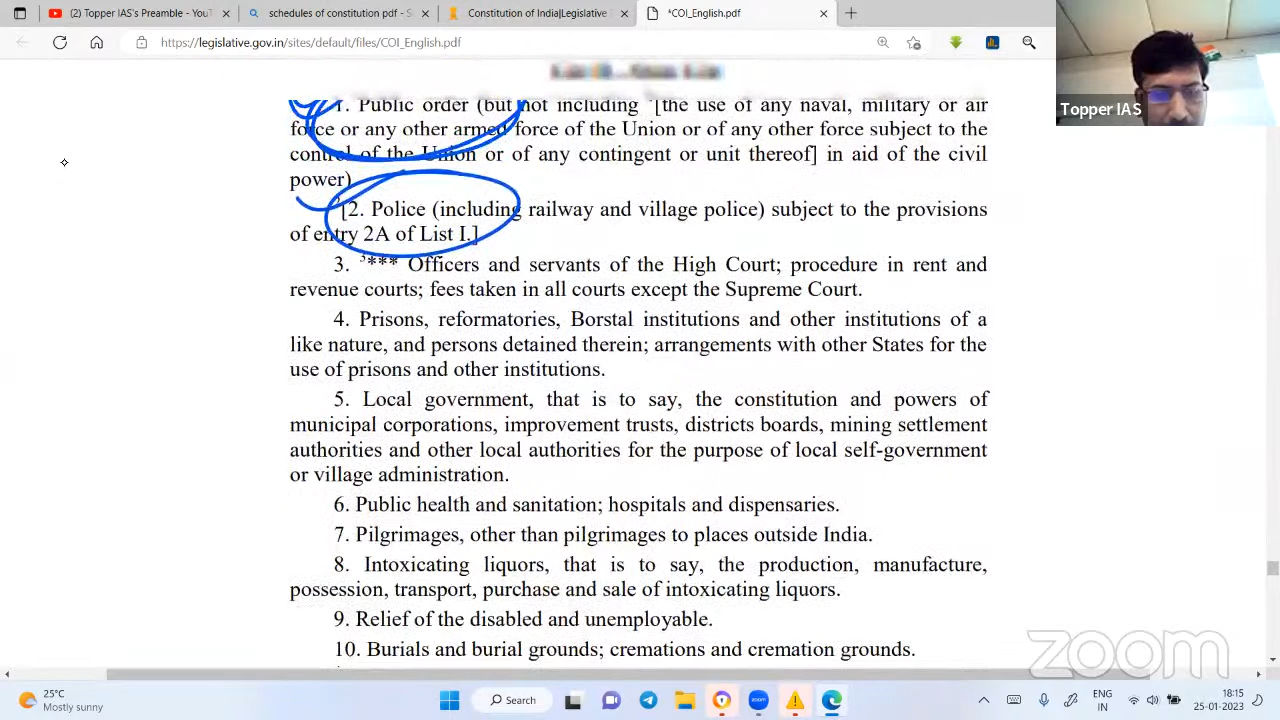 (2) Topper IAS's Preamble - YouT
schedules of constitution pdf - S
Constitution of India|Legislative
*COI_English.pdf
https://legislative.gov.in/sites/default/files/COI_English.pdf
Topper IAS
1. Public order (but not including [the use of any naval, military or air
force or any other armed force of the Union or of any other force subject to the
control of the Union or of any contingent or unit thereof] in aid of the civil
power)
[2. Police (including railway and village police) subject to the provisions
of entry 2A of List I.]
3. 3*** Officers and servants of the High Court; procedure in rent and
revenue courts; fees taken in all courts except the Supreme Court.
4. Prisons, reformatories, Borstal institutions and other institutions of a
like nature, and persons detained therein; arrangements with other States for the
use of prisons and other institutions.
5. Local government, that is to say, the constitution and powers of
municipal corporations, improvement trusts, districts boards, mining settlement
authorities and other local authorities for the purpose of local self-government
or village administration.
6. Public health and sanitation; hospitals and dispensaries.
7. Pilgrimages, other than pilgrimages to places outside India.
8. Intoxicating liquors, that is to say, the production, manufacture,
possession, transport, purchase and sale of intoxicating liquors.
9. Relief of the disabled and unemployable.
10. Burials and burial grounds; cremations and cremation grounds.
zoom
25°C
Mostly sunny
Search
zoom
ENG
IN
18:15
25-01-2023